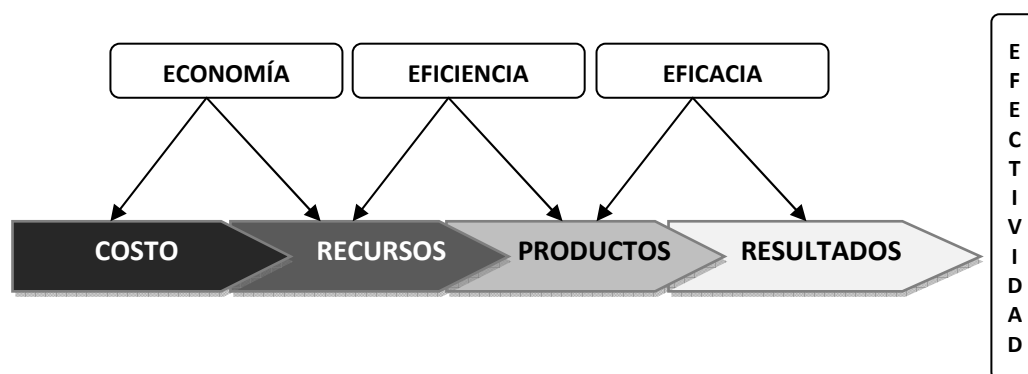 ECONOMÍA
EFICIENCIA
EFICACIA
COSTO
RECURSOS
PRODUCTOS
RESULTADOS
E
F
E
C
T
I
V
I
D
A
D